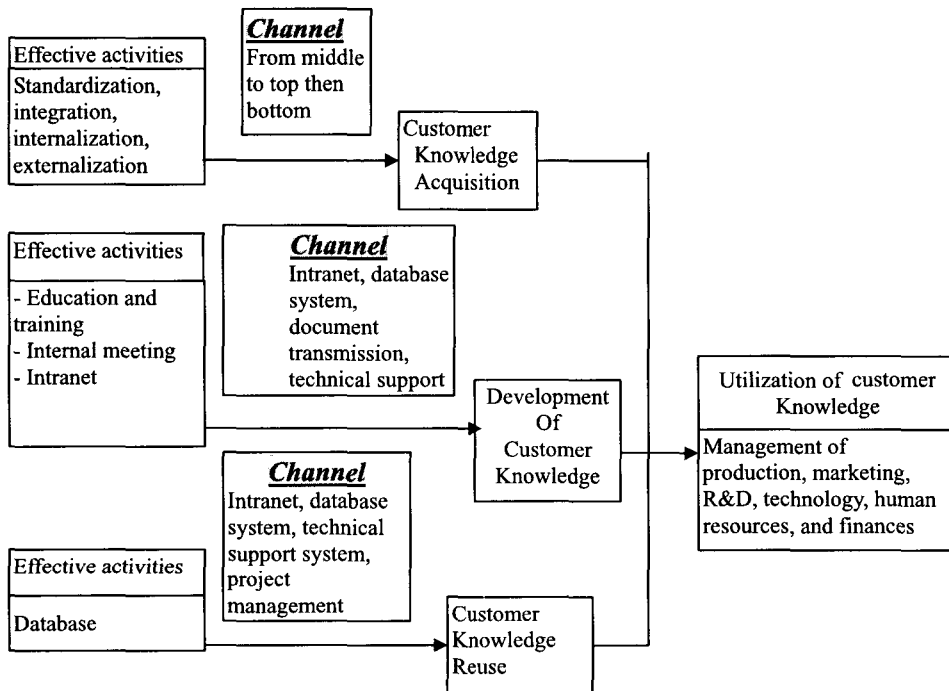 Effective activities
Standardization,
integration,
internalization,
externalization
Channel
From middle
to top then
bottom
Customer
Knowledge
Acquisition
Effective activities
- Education and
training
- Internal meeting
- Intranet
Channel
Intranet, database
system,
document
transmission,
technical support
Development
Of
Customer
Knowledge
Utilization of customer
Knowledge
Management of
production, marketing,
R&D, technology, human
resources, and finances
Channel
Intranet, database
system, technical
support system,
project
management
Effective activities
Database
Customer
Knowledge
Reuse